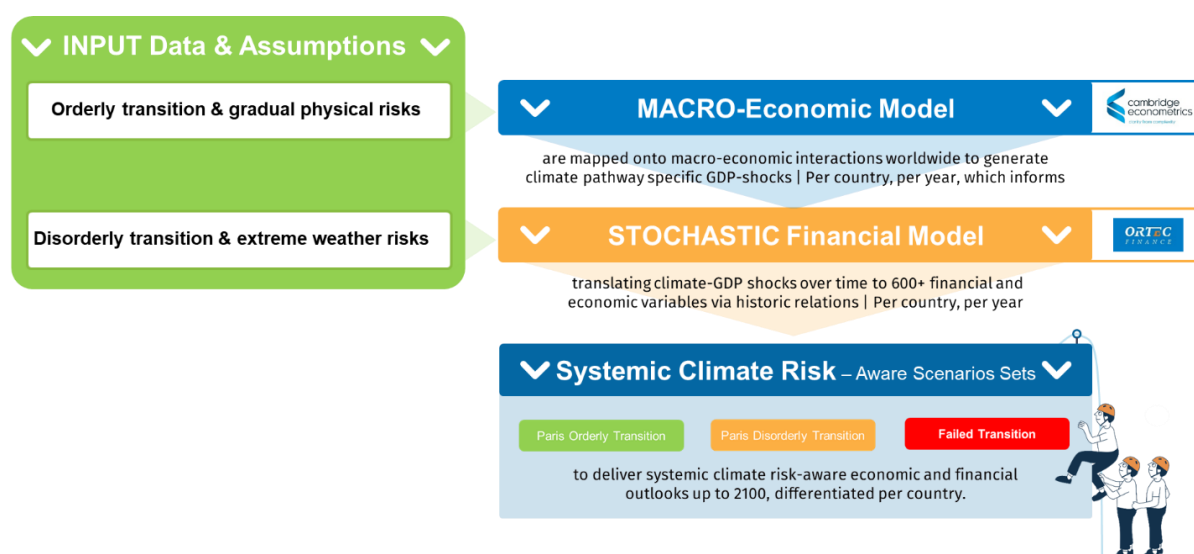 INPUT Data & Assumptions
Orderly transition & gradual physical risks
Disorderly transition & extreme weather risks
MACRO-Economic Model
cambridge
econometrics
are mapped onto macro-economic interactions worldwide to generate
climate pathway specific GDP-shocks | Per country, per year, which informs
STOCHASTIC Financial Model
ORTEC
FINANCE
translating climate-GDP shocks over time to 600+ financial and
economic variables via historic relations | Per country, per year
Systemic Climate Risk – Aware Scenarios Sets
Paris Orderly Transition
Paris Disorderly Transition
Failed Transition
to deliver systemic climate risk-aware economic and financial
outlooks up to 2100, differentiated per country.